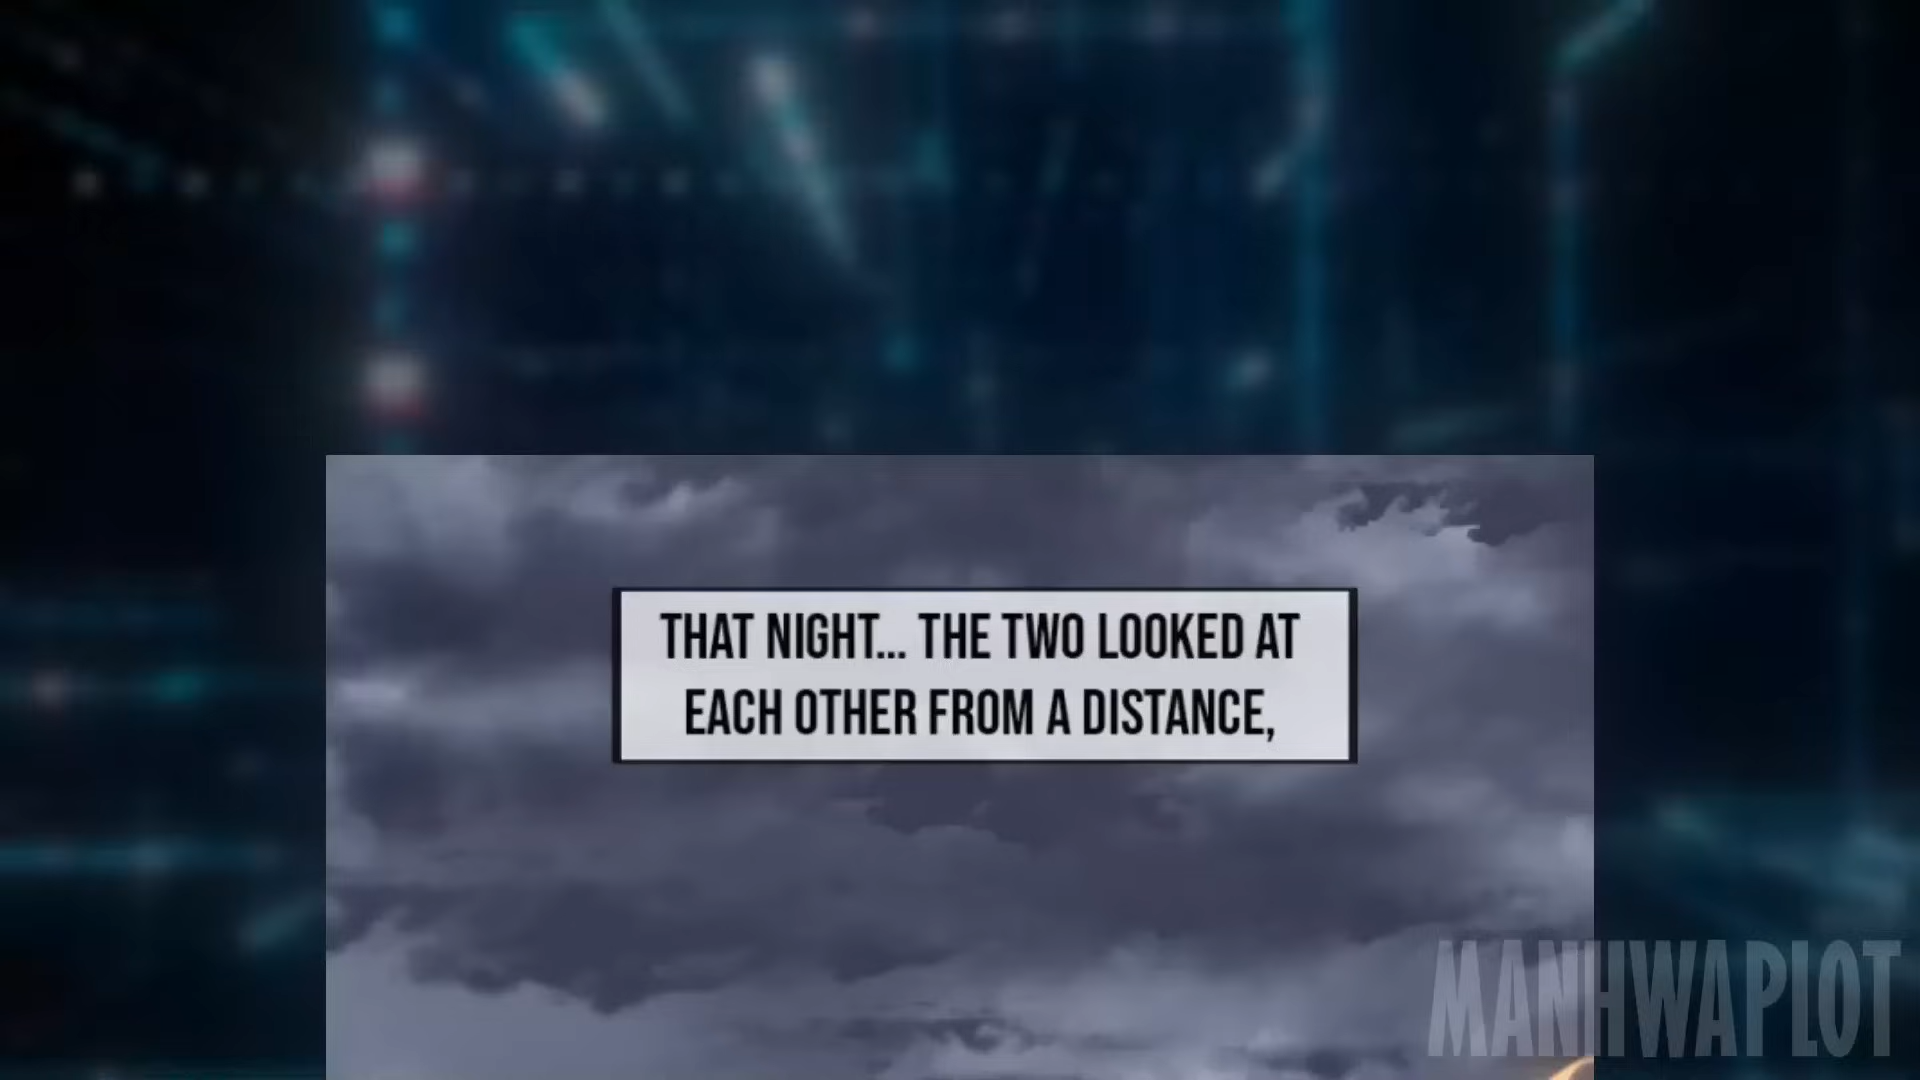 THAT NIGHT... THE TWO LOOKED AT
EACH OTHER FROM A DISTANCE,
MANHWAPLOT